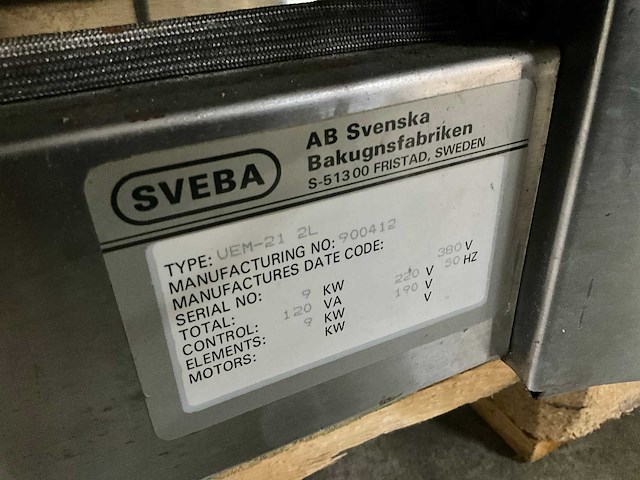 SVEBA
AB Svenska
Bakugnsfabriken
S-513 00 FRISTAD, SWEDEN
TYPE: UEM-21 2L
MANUFACTURING NO: 900412
MANUFACTURES DATE CODE:
SERIAL NO: 380 V
TOTAL: 9 KW 50 HZ
CONTROL: 120 VA 220 V
ELEMENTS: 9 KW 190 V
MOTORS: KW V